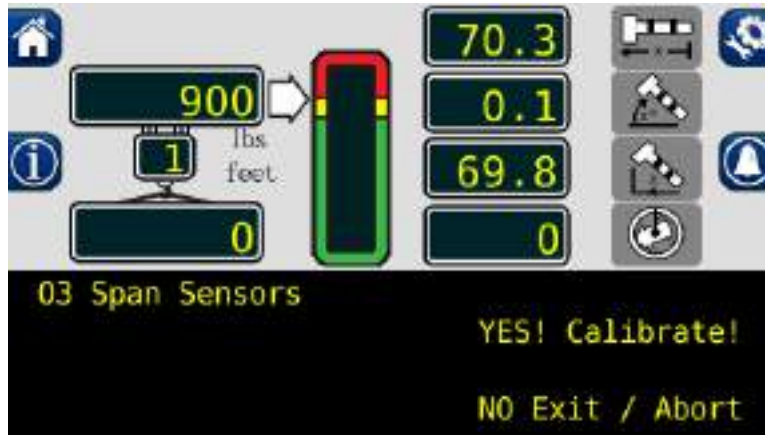 70.3
900
0.1
lbs
1
feet
69.8
0
0
03 Span Sensors
YES! Calibrate!
NO Exit / Abort